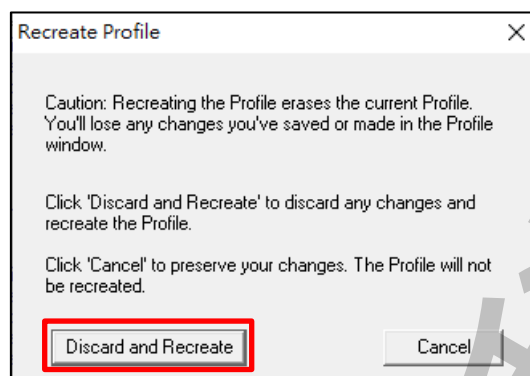 Recreate Profile
Caution: Recreating the Profile erases the current Profile.
You'll lose any changes you've saved or made in the Profile
window.
Click 'Discard and Recreate' to discard any changes and
recreate the Profile.
Click 'Cancel' to preserve your changes. The Profile will not
be recreated.
Discard and Recreate
Cancel